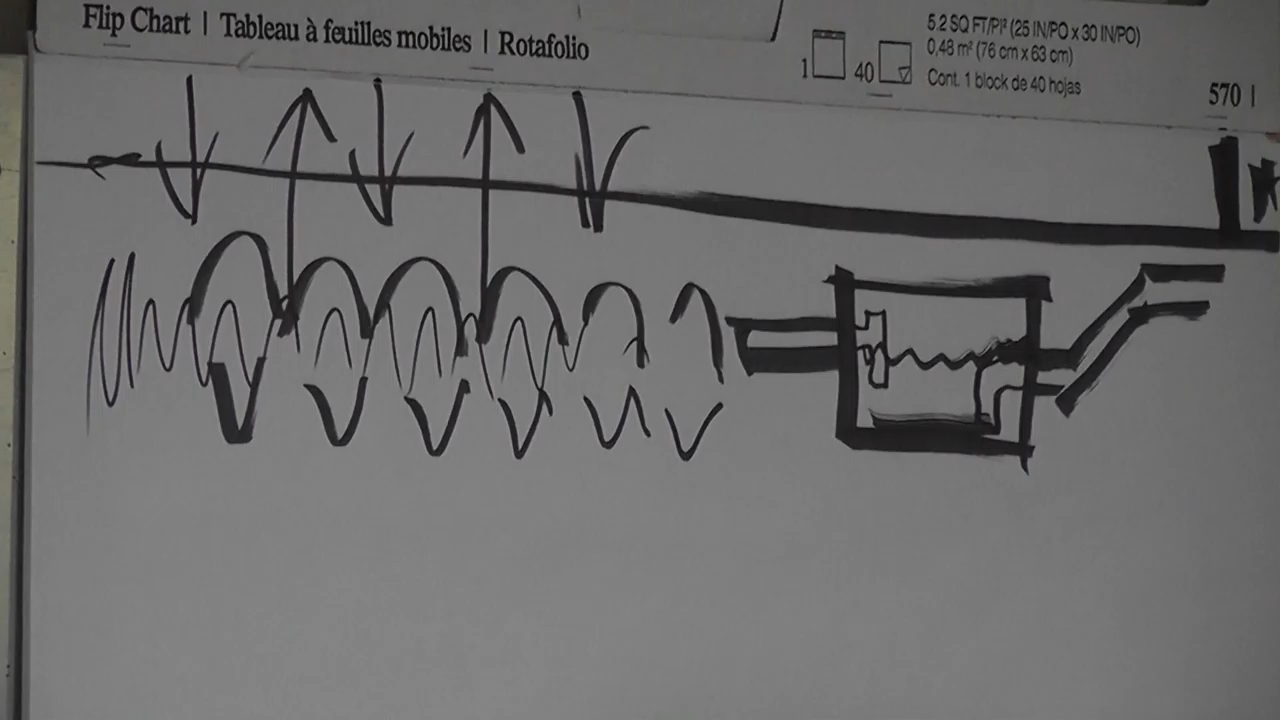 Flip Chart | Tableau à feuilles mobiles | Rotafolio
1 40
5.2 SQ FT/PI² (25 IN/PO x 30 IN/PO)
0,48 m² (76 cm x 63 cm)
Cont. 1 block de 40 hojas
570